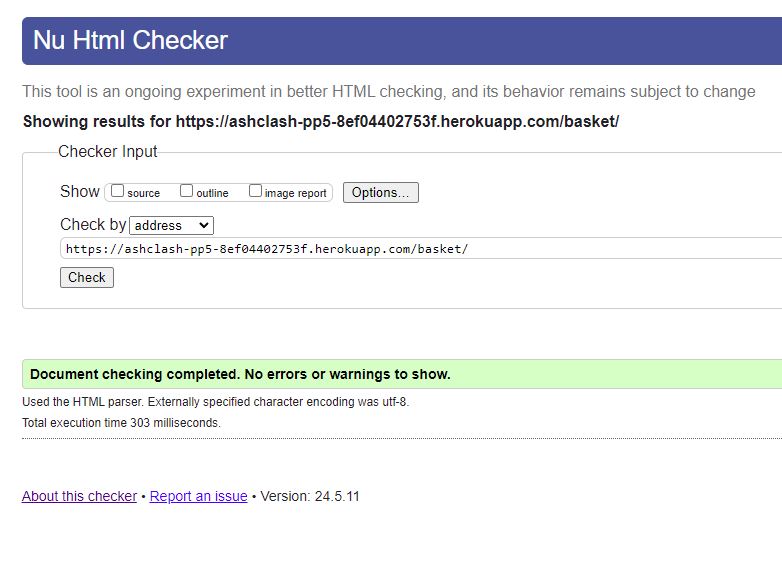 Nu Html Checker
This tool is an ongoing experiment in better HTML checking, and its behavior remains subject to change
Showing results for https://ashclash-pp5-8ef04402753f.herokuapp.com/basket/
Checker Input
Show source outline image report Options...
Check by address
https://ashclash-pp5-8ef04402753f.herokuapp.com/basket/
Check
Document checking completed. No errors or warnings to show.
Used the HTML parser. Externally specified character encoding was utf-8.
Total execution time 303 milliseconds.
About this checker • Report an issue • Version: 24.5.11